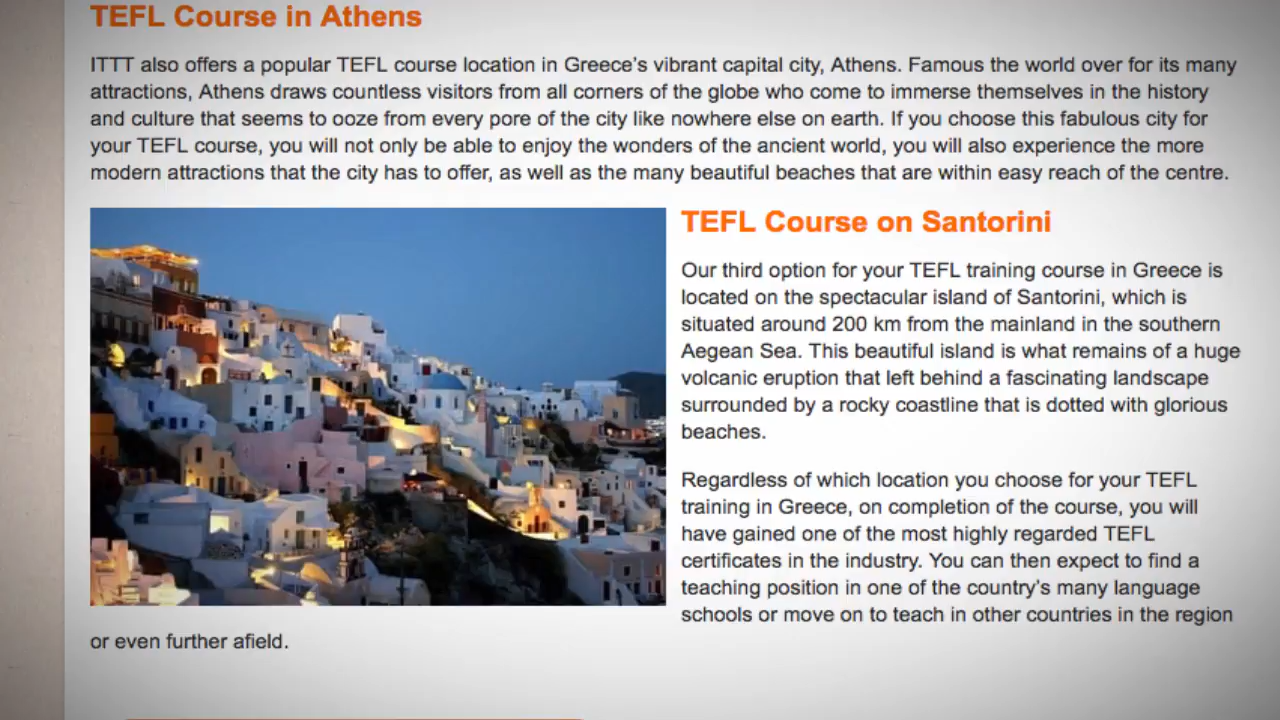 TEFL Course in Athens
ITTT also offers a popular TEFL course location in Greece's vibrant capital city, Athens. Famous the world over for its many
attractions, Athens draws countless visitors from all corners of the globe who come to immerse themselves in the history
and culture that seems to ooze from every pore of the city like nowhere else on earth. If you choose this fabulous city for
your TEFL course, you will not only be able to enjoy the wonders of the ancient world, you will also experience the more
modern attractions that the city has to offer, as well as the many beautiful beaches that are within easy reach of the centre.
TEFL Course on Santorini
Our third option for your TEFL training course in Greece is
located on the spectacular island of Santorini, which is
situated around 200 km from the mainland in the southern
Aegean Sea. This beautiful island is what remains of a huge
volcanic eruption that left behind a fascinating landscape
surrounded by a rocky coastline that is dotted with glorious
beaches.
Regardless of which location you choose for your TEFL
training in Greece, on completion of the course, you will
have gained one of the most highly regarded TEFL
certificates in the industry. You can then expect to find a
teaching position in one of the country's many language
schools or move on to teach in other countries in the region
or even further afield.